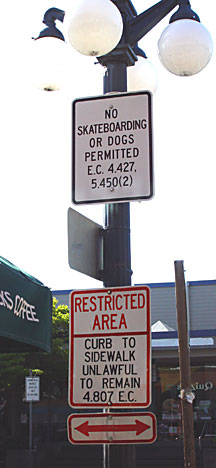 NO
SKATEBOARDING
OR DOGS
PERMITTED
E.C. 4.427,
5.450(2)
RESTRICTED
AREA
CURB TO
SIDEWALK
UNLAWFUL
TO REMAIN
4.807 E.C.
COFFEE